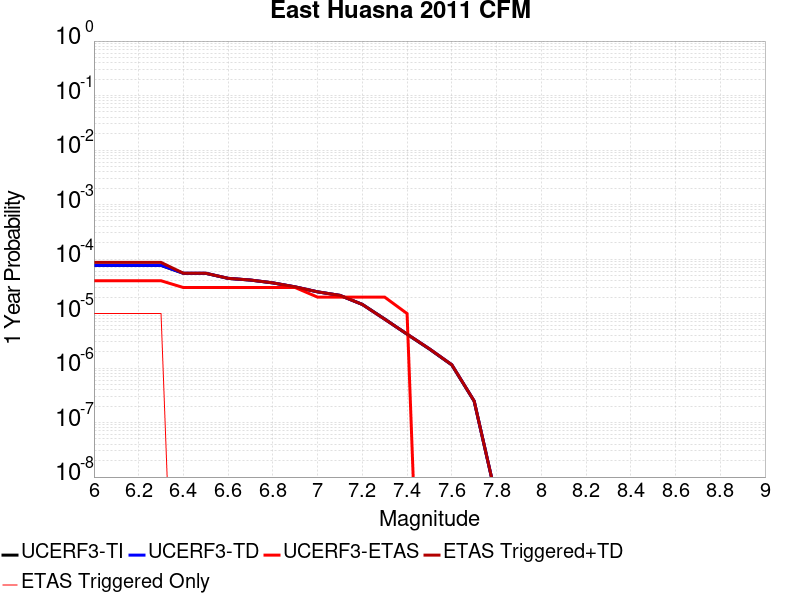 East Huasna 2011 CFM
10^0
10^-1
10^-2
10^-3
10^-4
10^-5
10^-6
10^-7
10^-8
1 Year Probability
6 6.2 6.4 6.6 6.8 7 7.2 7.4 7.6 7.8 8 8.2 8.4 8.6 8.8 9
Magnitude
UCERF3-TI UCERF3-TD UCERF3-ETAS ETAS Triggered+TD
ETAS Triggered Only